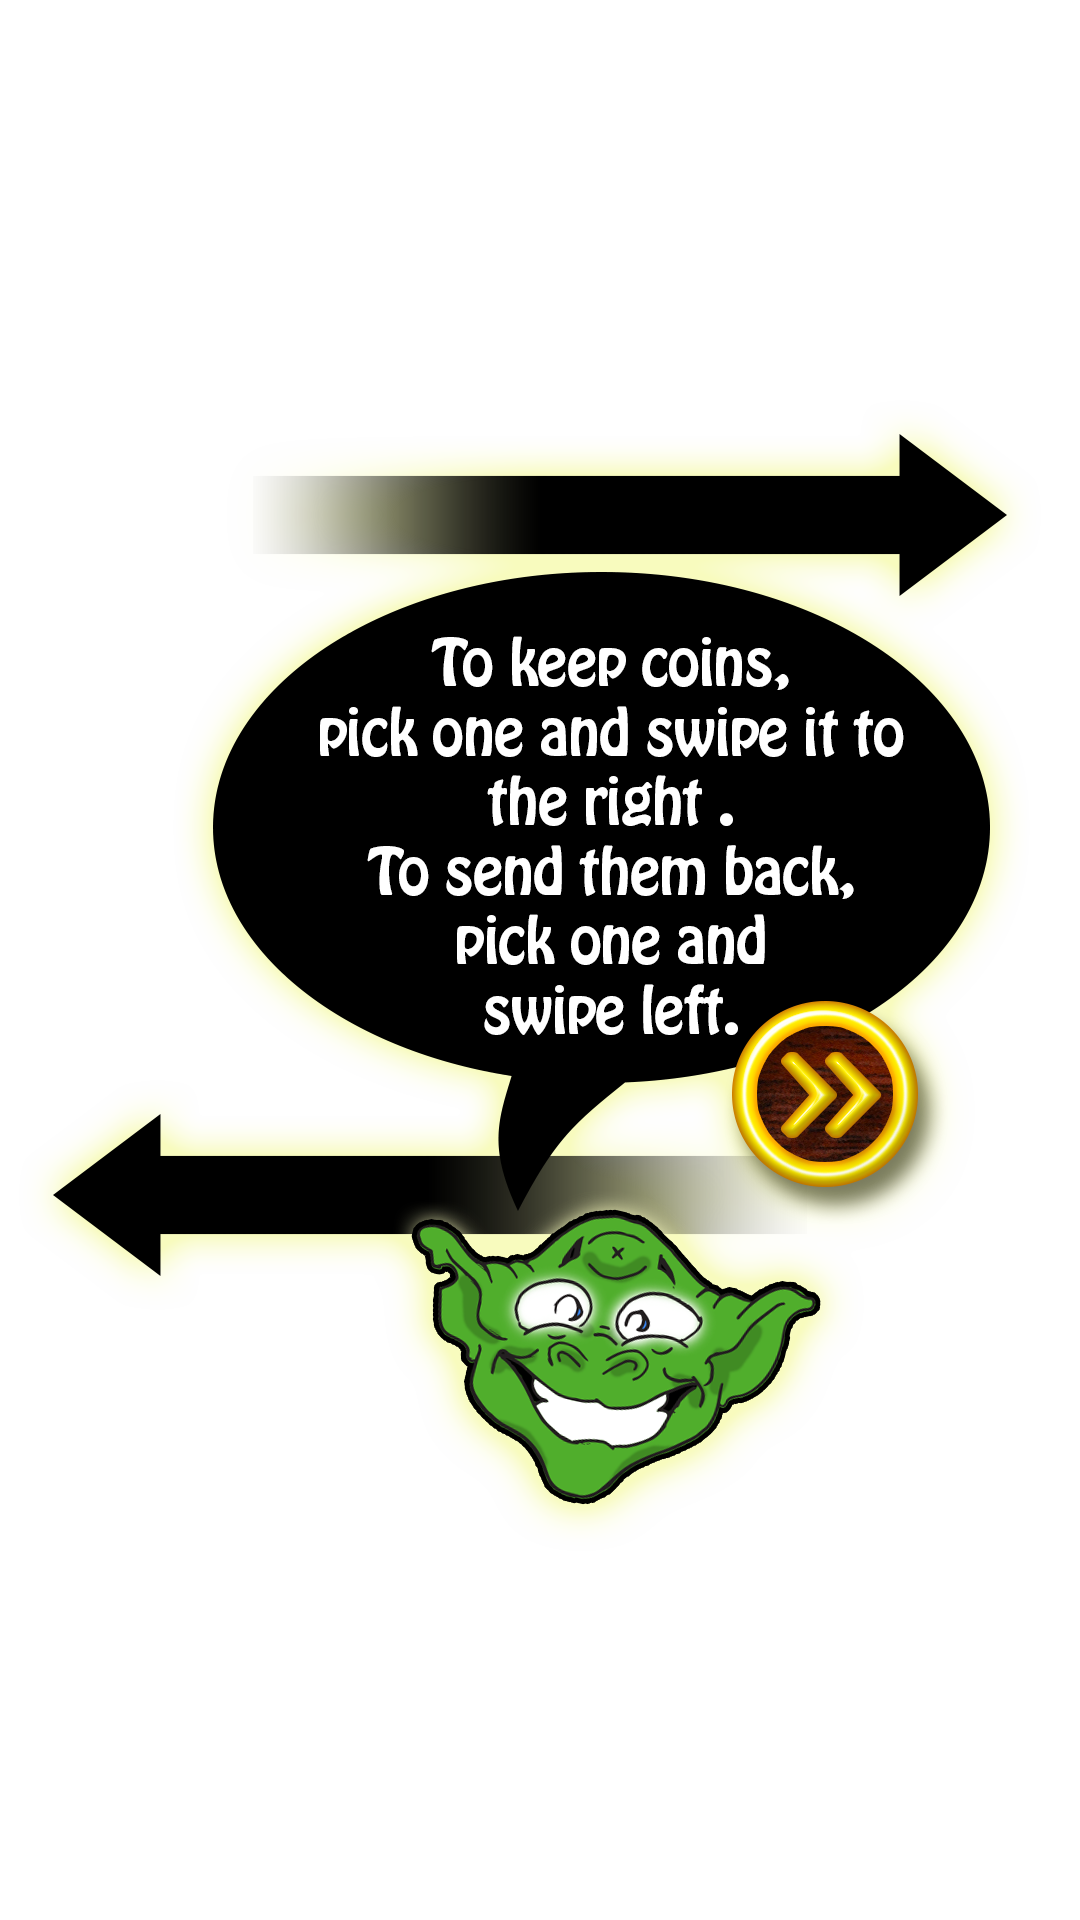 To keep coins,
pick one and swipe it to
the right .
To send them back,
pick one and
swipe left.